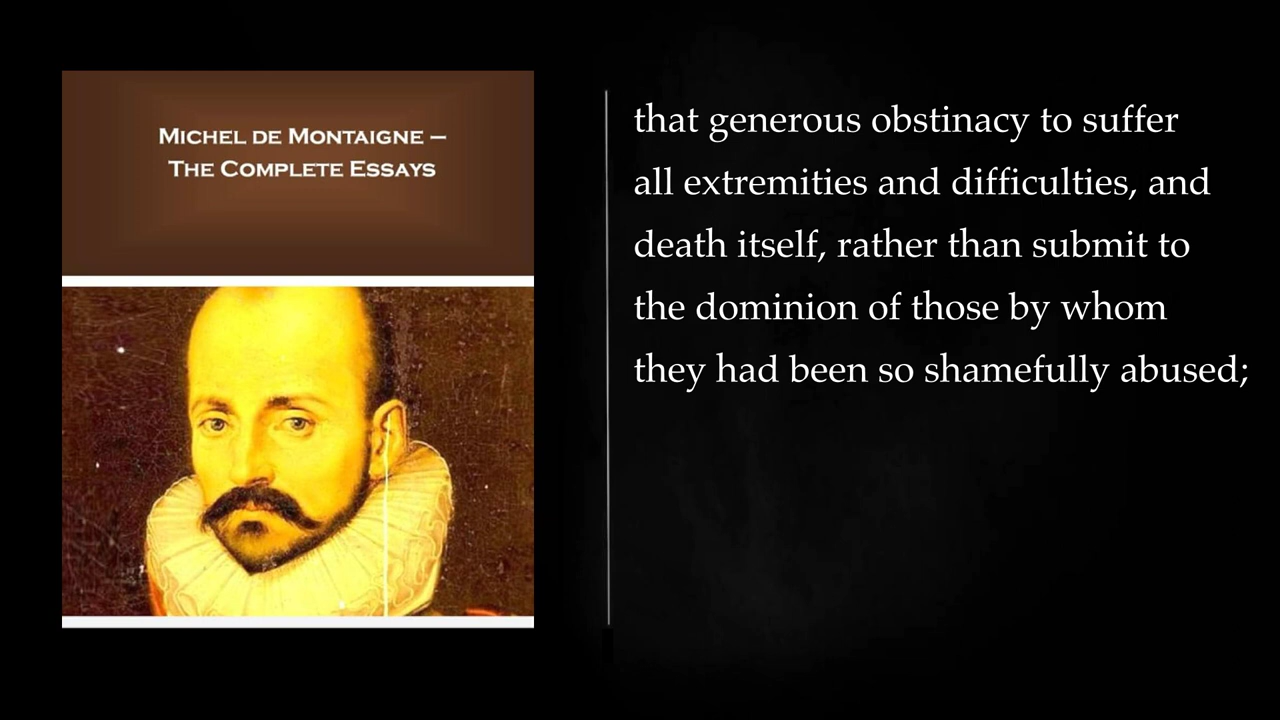 MICHEL DE MONTAIGNE –
THE COMPLETE ESSAYS
that generous obstinacy to suffer
all extremities and difficulties, and
death itself, rather than submit to
the dominion of those by whom
they had been so shamefully abused;